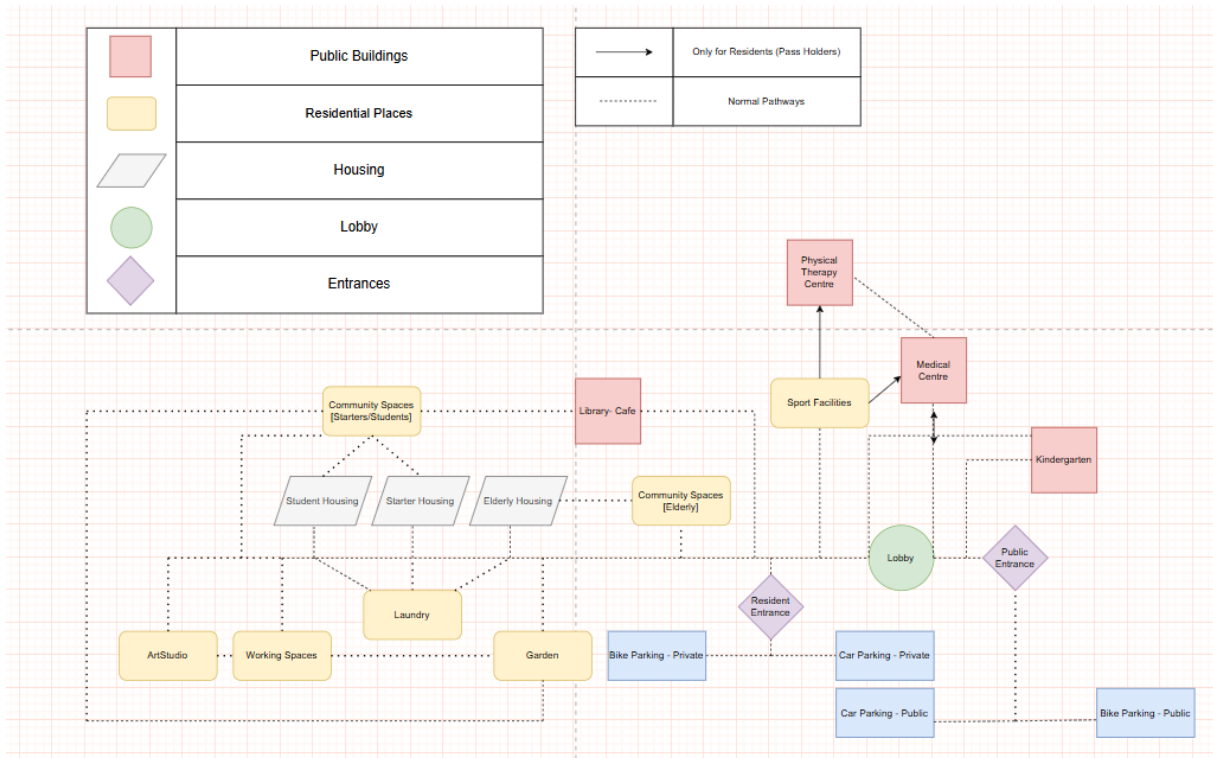 Public Buildings
Residential Places
Housing
Lobby
Entrances
Only for Residents (Pass Holders)
Normal Pathways
Physical
Therapy
Centre
Medical
Centre
Sport Facilities
Community Spaces
[Starters/Students]
Library- Cafe
Kindergarten
Student Housing
Starter Housing
Elderly Housing
Community Spaces
[Elderly]
Lobby
Public
Entrance
Resident
Entrance
Laundry
ArtStudio
Working Spaces
Garden
Bike Parking - Private
Car Parking - Private
Car Parking - Public
Bike Parking - Public